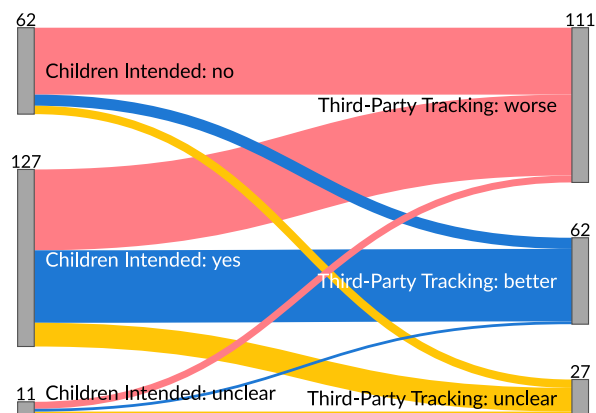 62
111
Children Intended: no
Third-Party Tracking: worse
127
62
Children Intended: yes
Third-Party Tracking: better
27
11
Children Intended: unclear
Third-Party Tracking: unclear